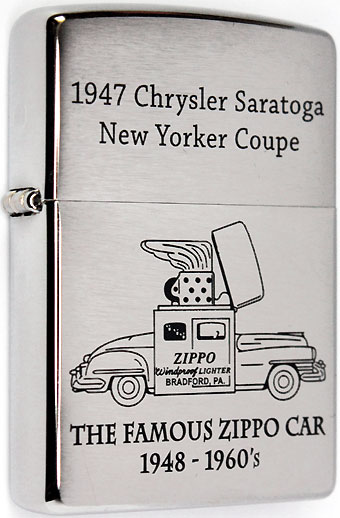 1947 Chrysler Saratoga
New Yorker Coupe
ZIPPO
Windproof LIGHTER
BRADFORD, PA.
THE FAMOUS ZIPPO CAR
1948 - 1960's